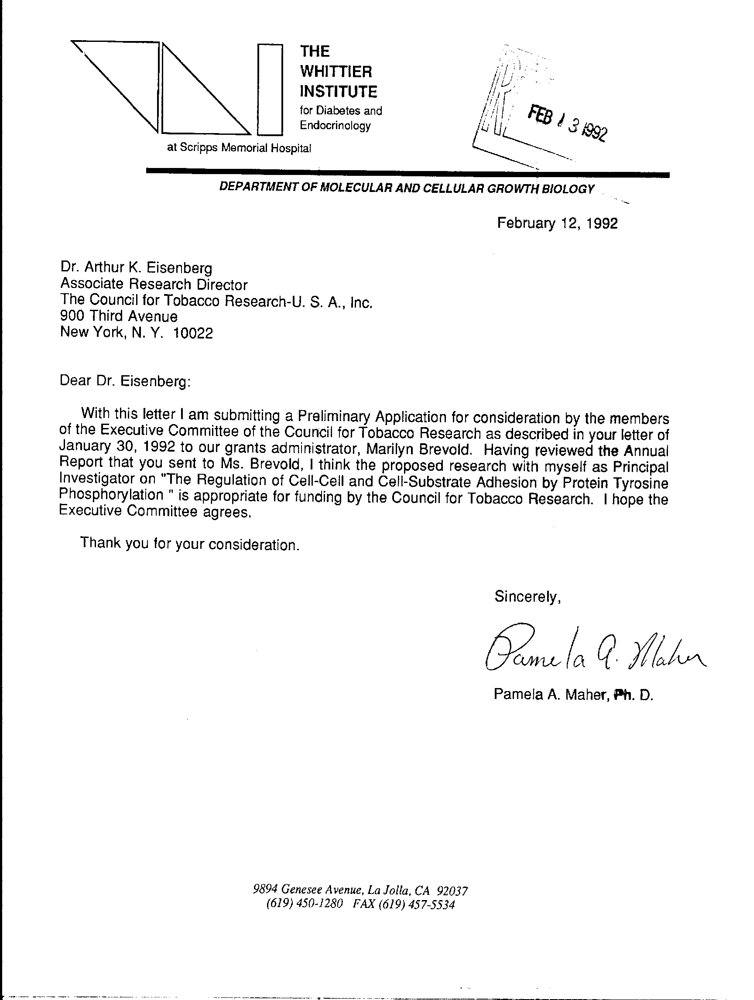 THE
WHITTIER
INSTITUTE
for Diabetes and
Endocrinology
at Scripps Memorial Hospital
FEB 13 1992
DEPARTMENT OF MOLECULAR AND CELLULAR GROWTH BIOLOGY
February 12, 1992
Dr. Arthur K. Eisenberg
Associate Research Director
The Council for Tobacco Research-U. S. A., Inc.
900 Third Avenue
New York, N. Y. 10022
Dear Dr. Eisenberg:
With this letter I am submitting a Preliminary Application for consideration by the members
of the Executive Committee of the Council for Tobacco Research as described in your letter of
January 30, 1992 to our grants administrator, Marilyn Brevold. Having reviewed the Annual
Report that you sent to Ms. Brevold, I think the proposed research with myself as Principal
Investigator on "The Regulation of Cell-Cell and Cell-Substrate Adhesion by Protein Tyrosine
Phosphorylation " is appropriate for funding by the Council for Tobacco Research. I hope the
Executive Committee agrees.
Thank you for your consideration.
Sincerely,
Pamela A. Maher
Pamela A. Maher, Ph. D.
9894 Genesee Avenue, La Jolla, CA 92037
(619) 450-1280 FAX (619) 457-5534